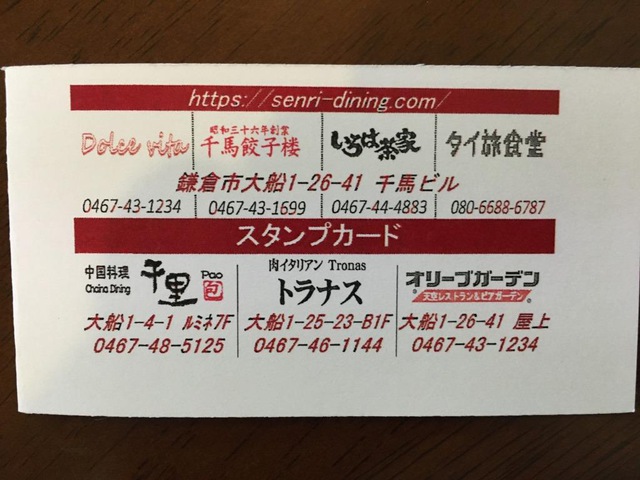 https://senri-dining.com/
Dolce vita
昭和三十六年創業
千馬餃子楼
いろは茶家
タイ旅食堂
鎌倉市大船1-26-41 千馬ビル
0467-43-1234
0467-43-1699
0467-44-4883
080-6688-6787
スタンプカード
中国料理 千里 Pao
Chaina Dining 包
大船1-4-1 ルミネ7F
0467-48-5125
肉イタリアン Tronas
トラナス
大船1-25-23-B1F
0467-46-1144
オリーブガーデン
天空レストラン&ビアガーデン
大船1-26-41 屋上
0467-43-1234